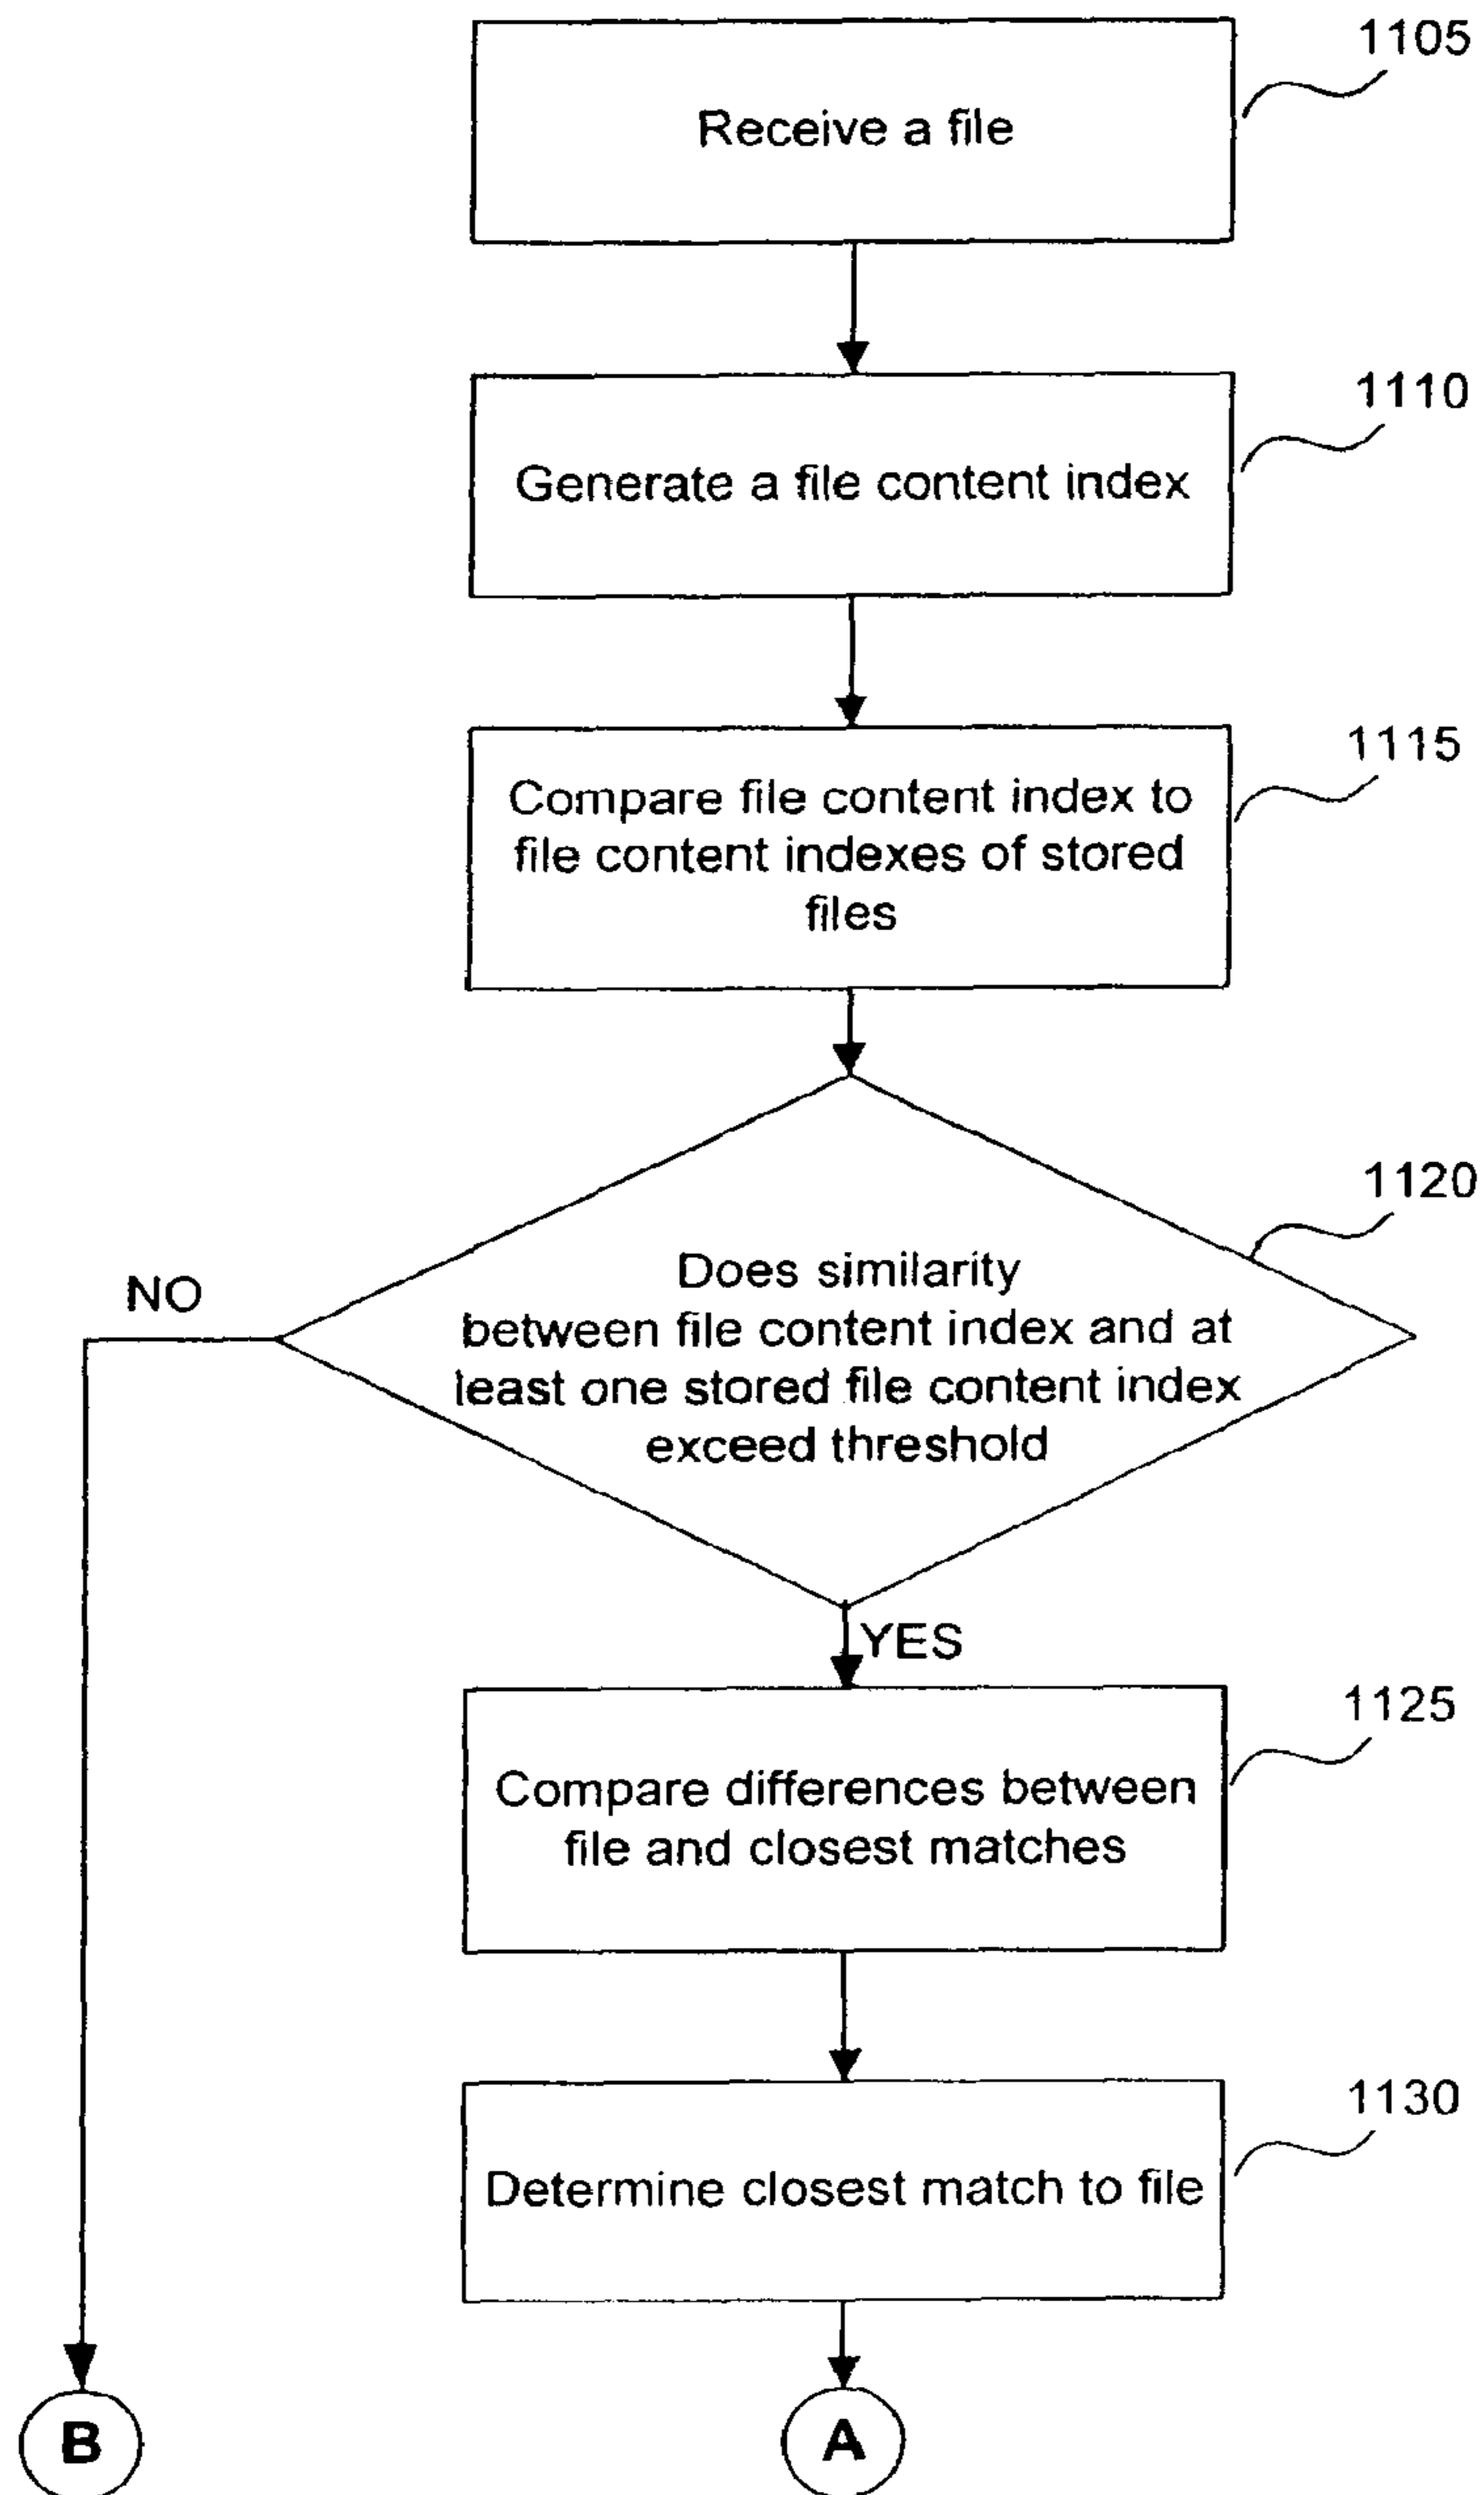 1105
Receive a file
1110
Generate a file content index
1115
Compare file content index to
file content indexes of stored
files
1120
NO
Does similarity
between file content index and at
least one stored file content index
exceed threshold
YES
1125
Compare differences between
file and closest matches
1130
Determine closest match to file
B
A